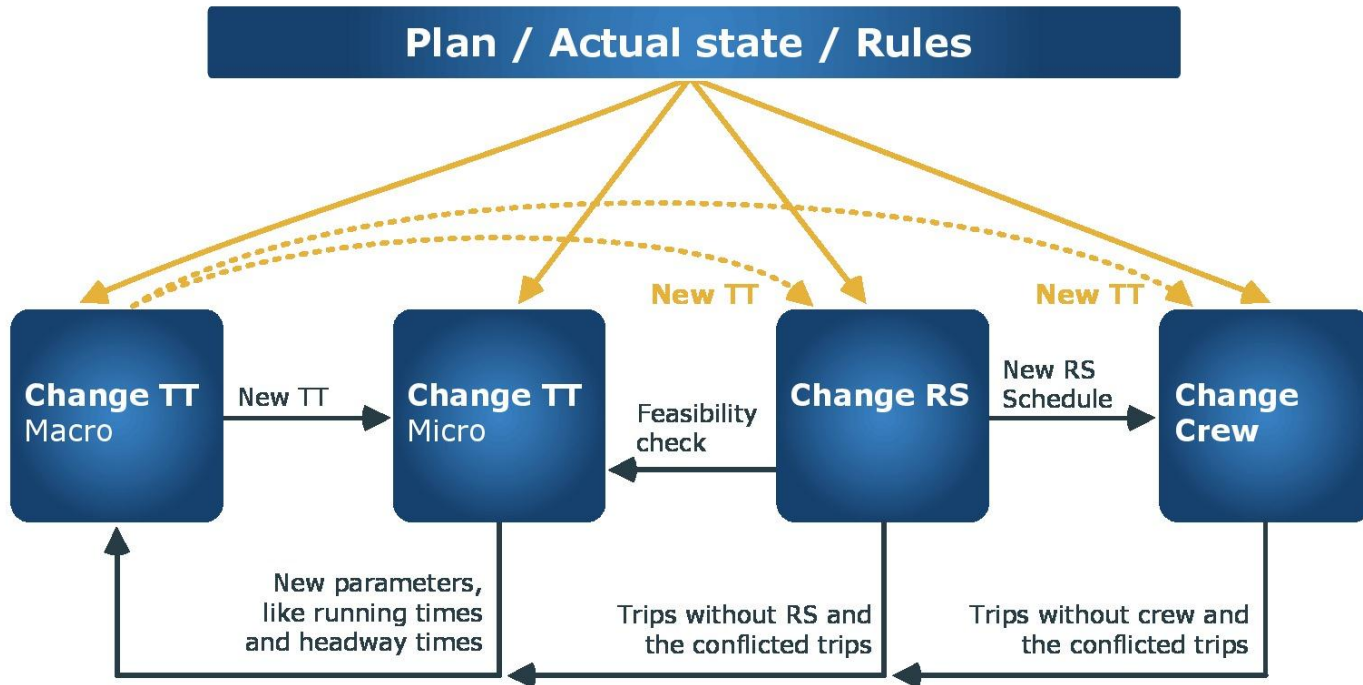 Plan / Actual state / Rules
New TT
New TT
Change TT
Macro
New TT
Change TT
Micro
Feasibility
check
Change RS
New RS
Schedule
Change
Crew
New parameters,
like running times
and headway times
Trips without RS and
the conflicted trips
Trips without crew and
the conflicted trips